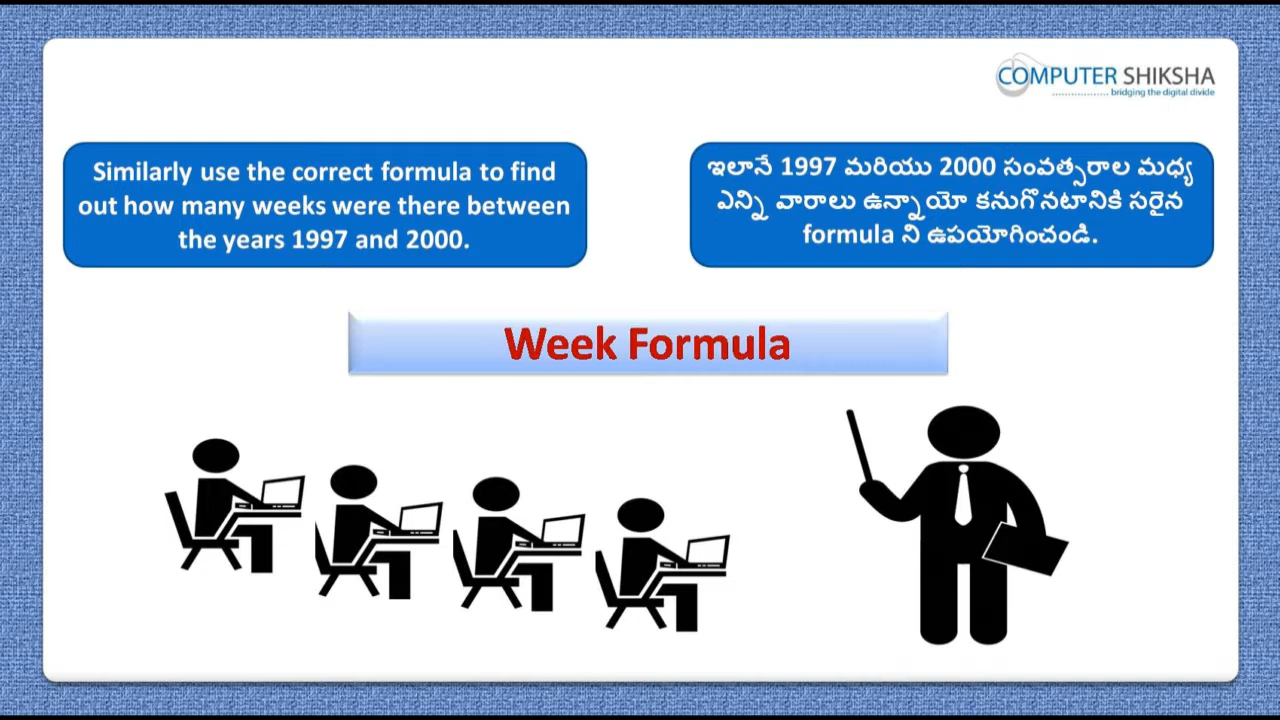 COMPUTER SHIKSHA
bridging the digital divide
Similarly use the correct formula to find
out how many weeks were there between
the years 1997 and 2000.
ఇలానే 1997 మరియు 2000 సంవత్సరాల మధ్య
ఎన్ని వారాలు ఉన్నాయో కనుగొనటానికి సరైన
formula ని ఉపయోగించండి.
Week Formula